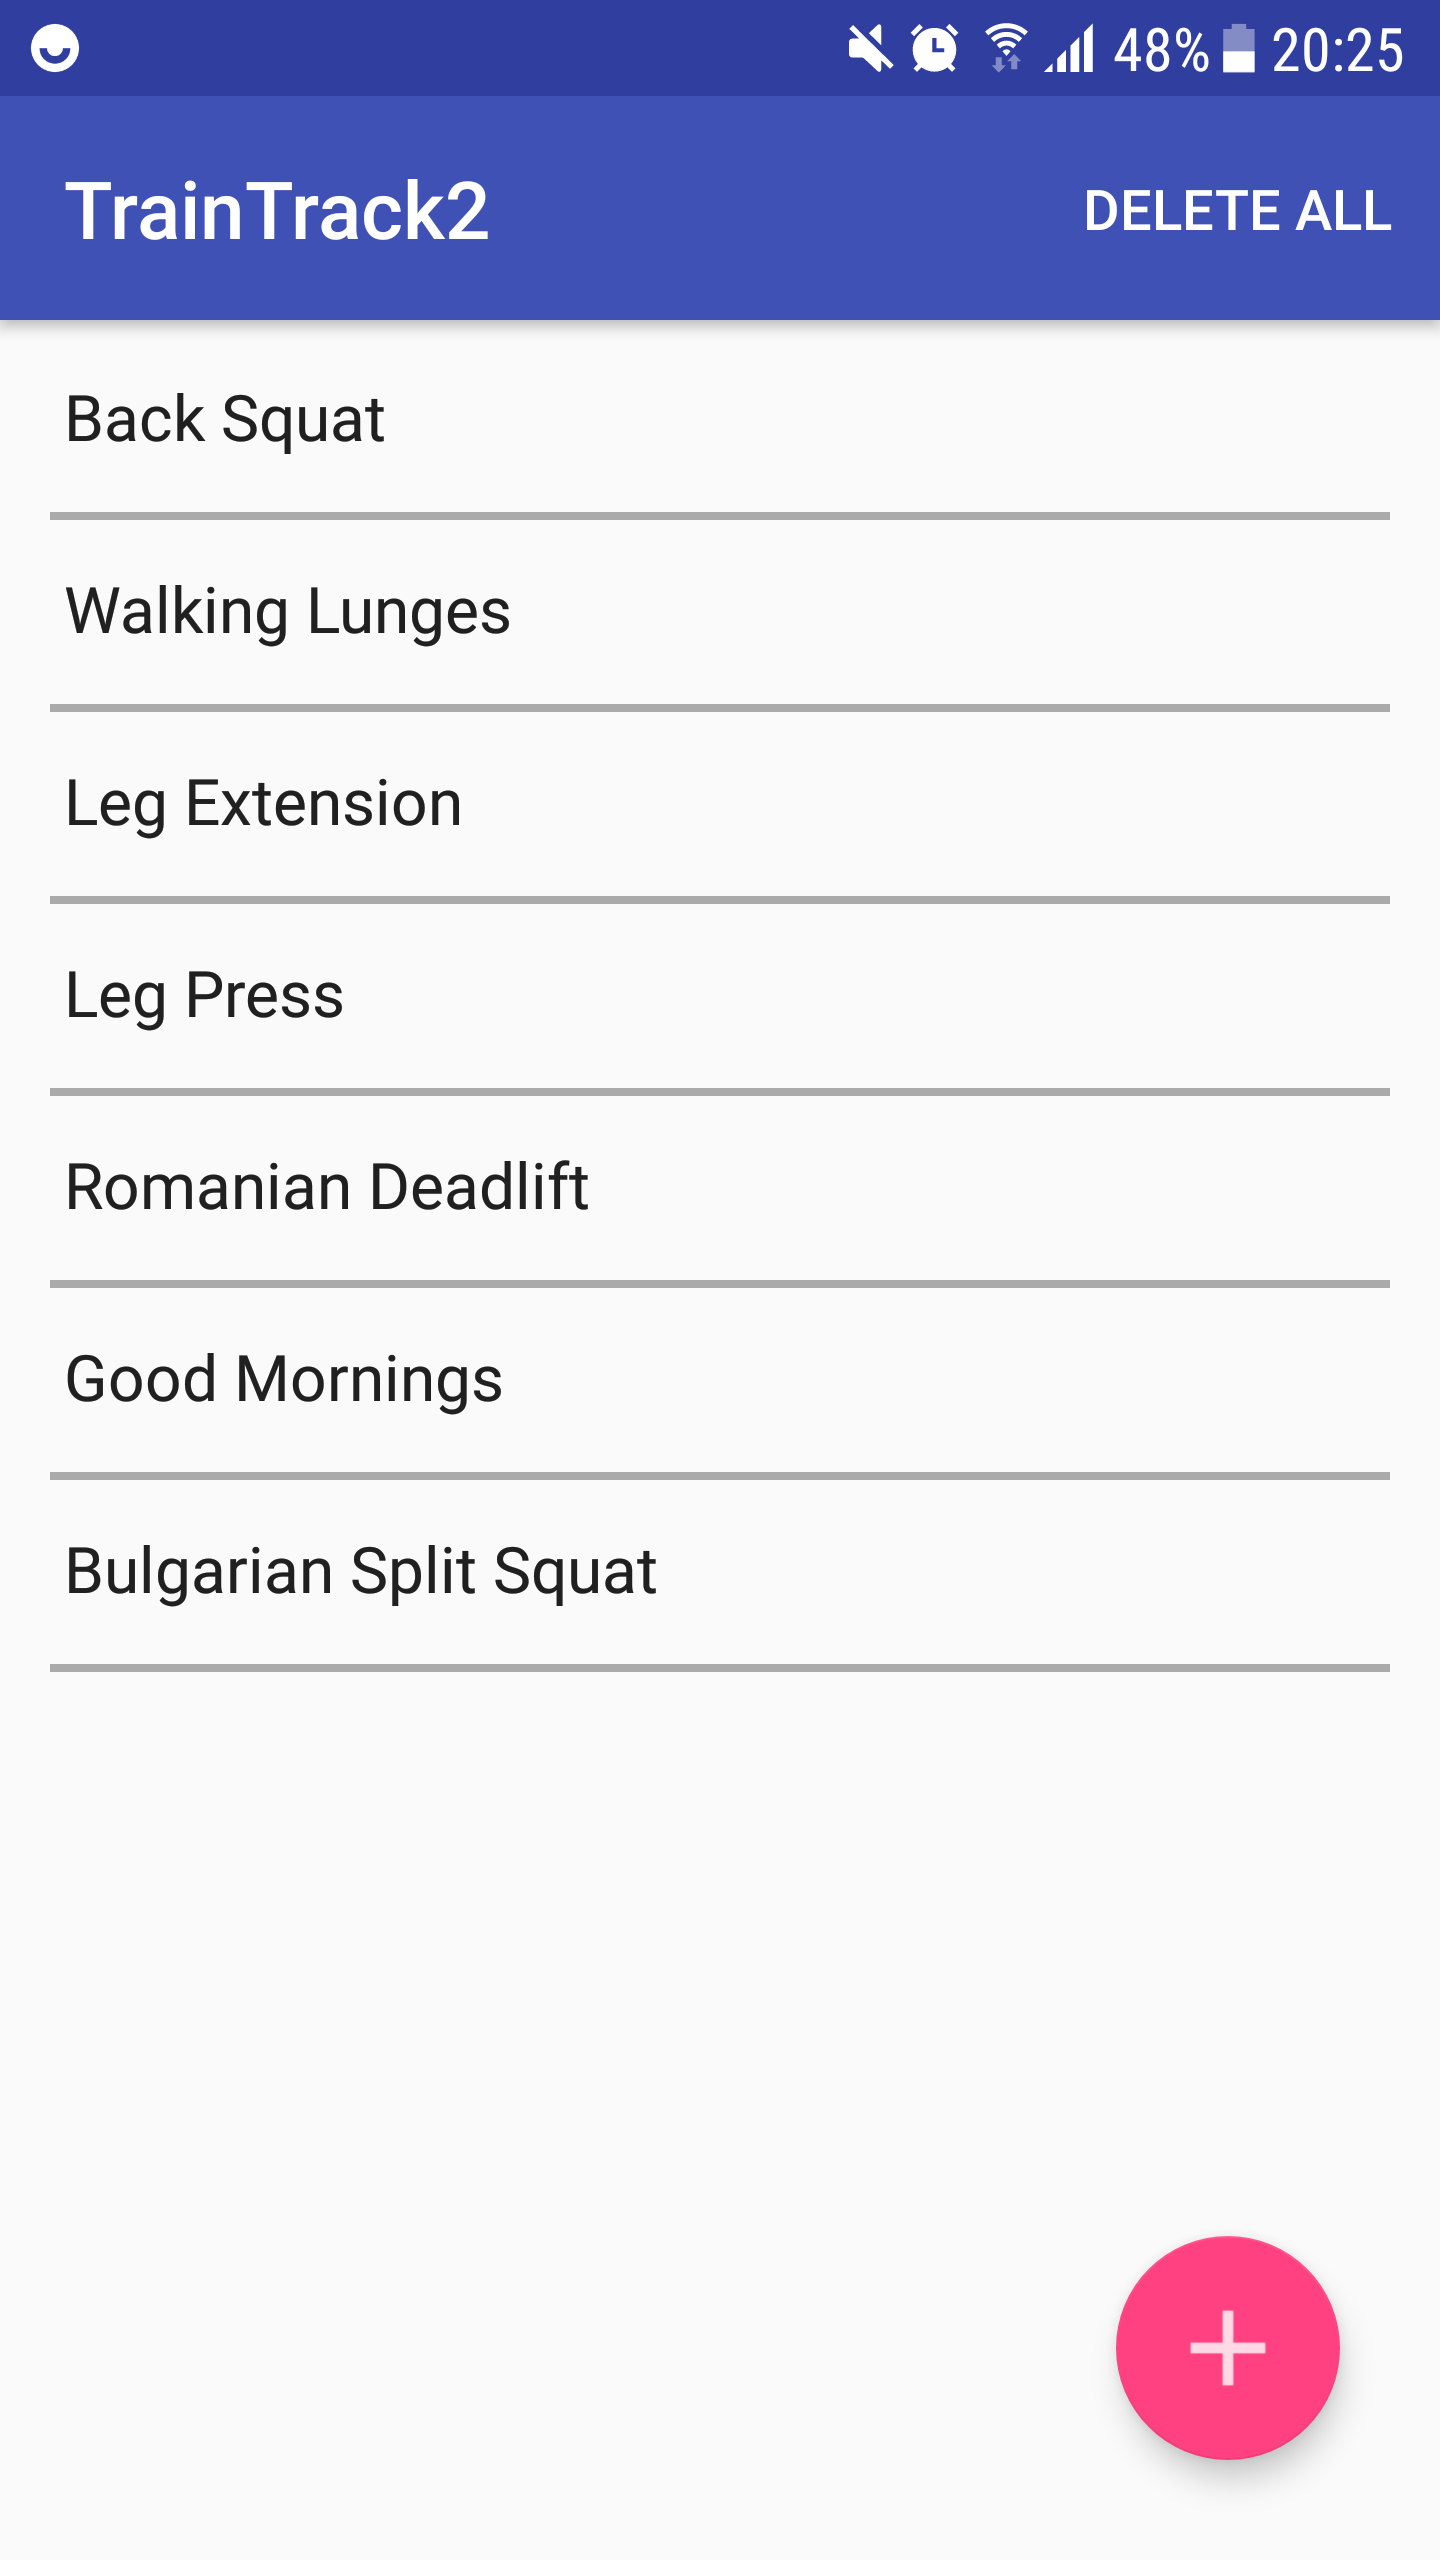 48% 20:25
TrainTrack2 DELETE ALL
Back Squat
Walking Lunges
Leg Extension
Leg Press
Romanian Deadlift
Good Mornings
Bulgarian Split Squat